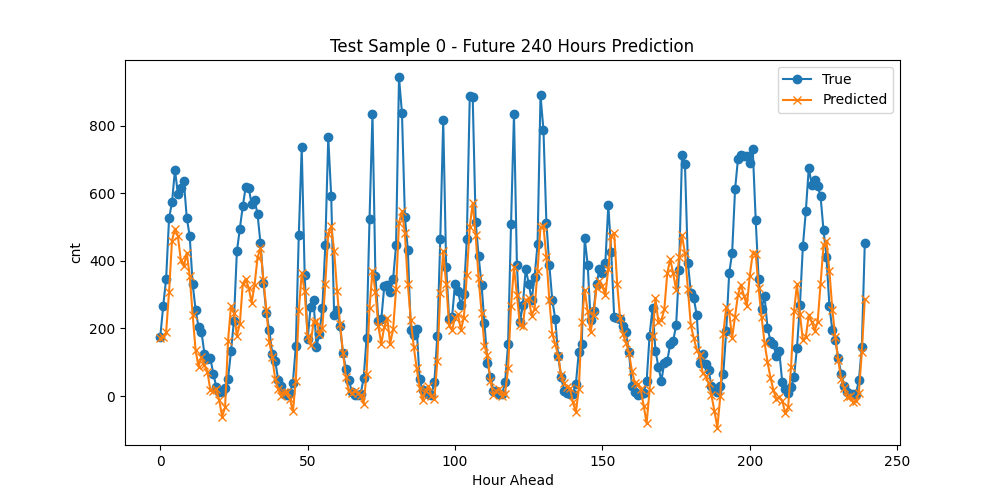 Test Sample 0 - Future 240 Hours Prediction
True
Predicted
cnt
800
600
400
200
0
0 50 100 150 200 250
Hour Ahead